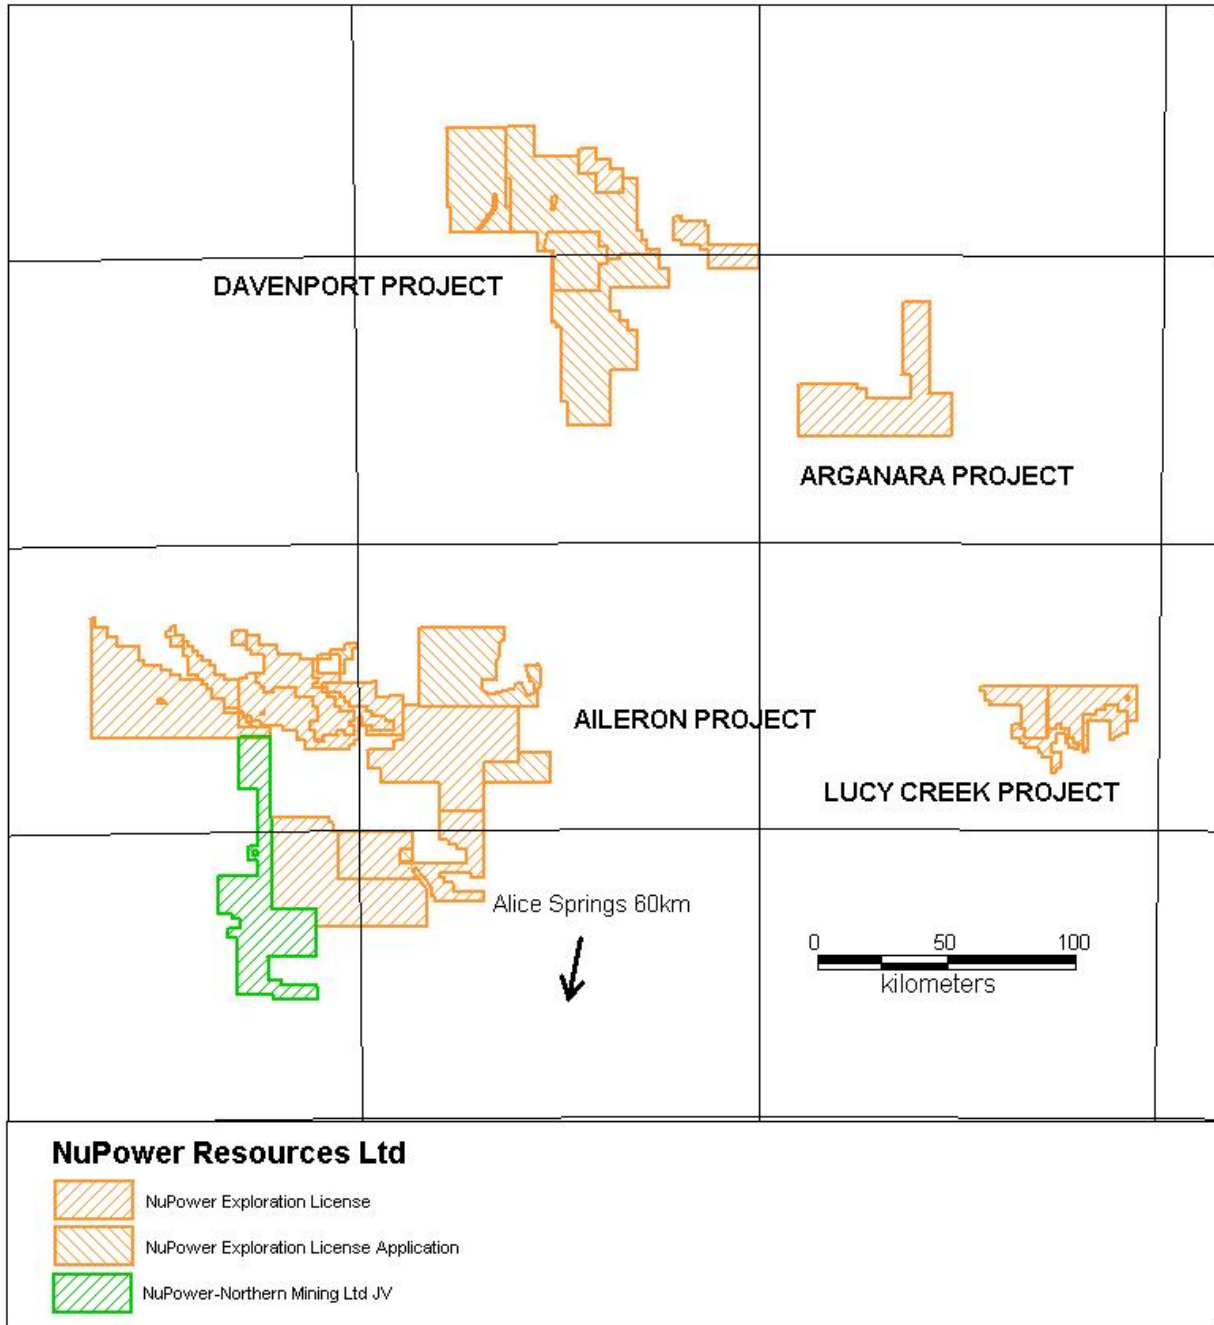 DAVENPORT PROJECT
ARGANARA PROJECT
AILERON PROJECT
LUCY CREEK PROJECT
Alice Springs 60km
0 50 100
kilometers
NuPower Resources Ltd
NuPower Exploration License
NuPower Exploration License Application
NuPower-Northern Mining Ltd JV